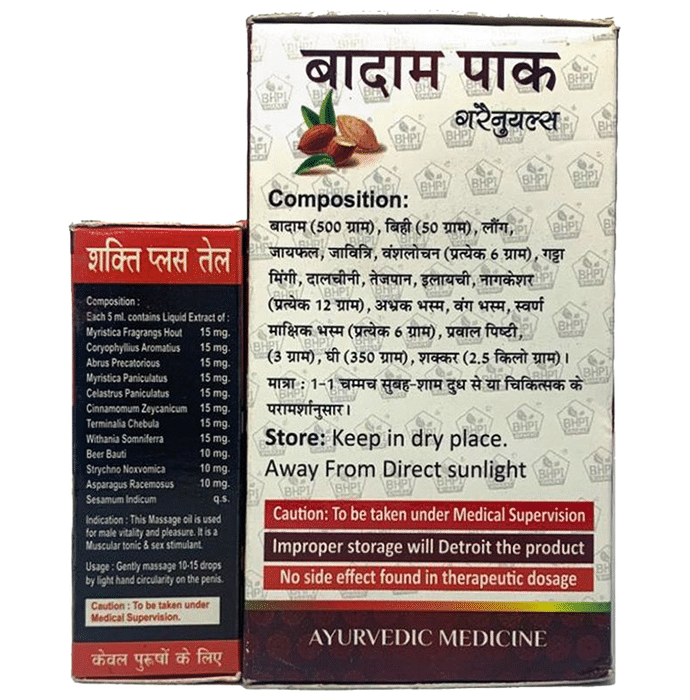 शक्ति प्लस तेल
Composition :
Each 5 ml. contains Liquid Extract of :
Myristica Fragrangs Hout 15 mg.
Coryophyllius Aromatius 15 mg.
Abrus Precatorious 15 mg.
Myristica Paniculatus 15 mg.
Celastrus Paniculatus 15 mg.
Cinnamomum Zeycanicum 15 mg.
Terminalia Chebula 15 mg.
Withania Somniferra 15 mg.
Beer Bauti 10 mg.
Strychno Noxvomica 10 mg.
Asparagus Racemosus 10 mg.
Sesamum Indicum q.s.
Indication : This Massage oil is used
for male vitality and pleasure. It is a
Muscular tonic & sex stimulant.
Usage : Gently massage 10-15 drops
by light hand circularity on the penis.
Caution : To be taken under
Medical Supervision.
केवल पुरूषों के लिए
बादाम पाक
गरैनुयल्स
Composition:
बादाम (500 ग्राम), बिही (50 ग्राम), लौंग,
जायफल, जावित्रि, वंशलोचन (प्रत्येक 6 ग्राम), गट्टा
मिंगी, दालचीनी, तेजपान, इलायची, नागकेशर
(प्रत्येक 12 ग्राम), अभ्रक भस्म, वंग भस्म, स्वर्ण
माक्षिक भस्म (प्रत्येक 6 ग्राम), प्रवाल पिष्टी,
(3 ग्राम), घी (350 ग्राम), शक्कर (2.5 किलो ग्राम)।
मात्रा : 1-1 चम्मच सुबह-शाम दुध से या चिकित्सक के
परामर्शानुसार।
Store: Keep in dry place.
Away From Direct sunlight
Caution: To be taken under Medical Supervision
Improper storage will Detroit the product
No side effect found in therapeutic dosage
AYURVEDIC MEDICINE
BHPI